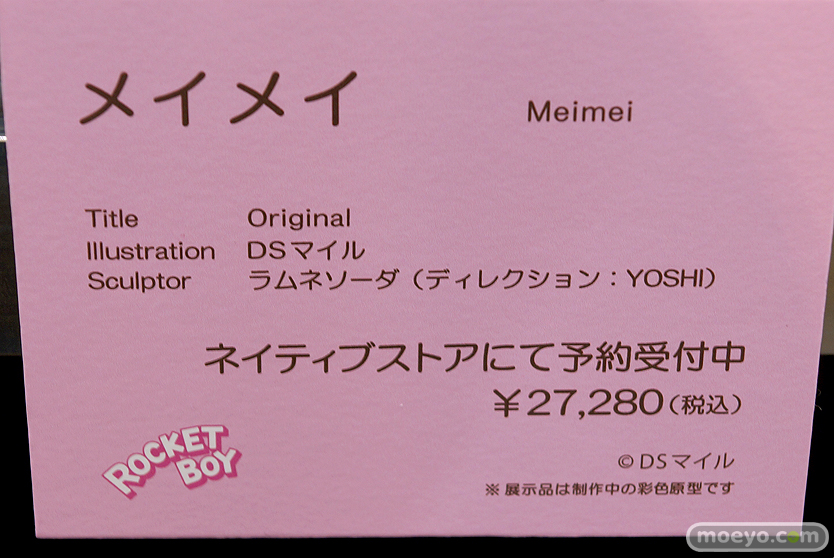 メイメイ Meimei
Title Original
Illustration DSマイル
Sculptor ラムネソーダ（ディレクション：YOSHI）
ネイティブストアにて予約受付中
￥27,280（税込）
ROCKET
BOY
©DSマイル
※展示品は制作中の彩色原型です
moeyo.com